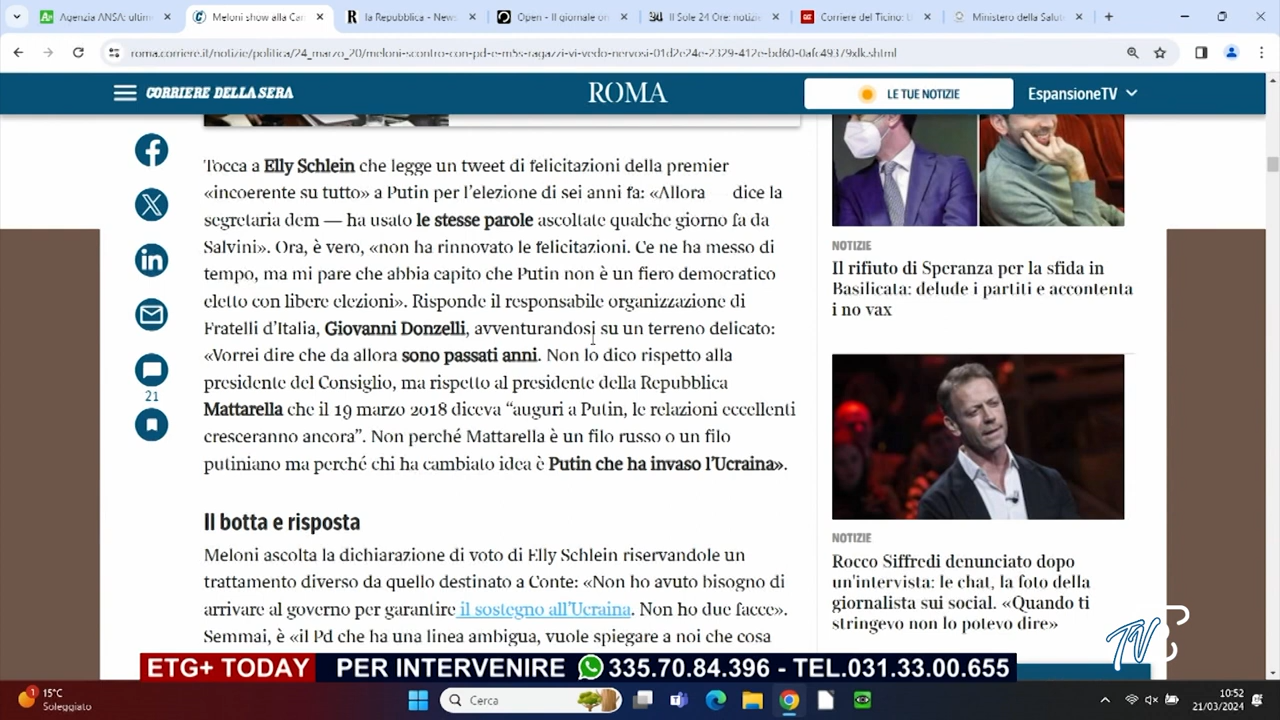 Agenzia ANSA: ultim
Meloni show alla Car
la Repubblica - News
Open - Il giornale on
Il Sole 24 Ore: notizie
Corriere del Ticino: U
Ministero della Salute
roma.corriere.it/notizie/politica/24_marzo_20/meloni-scontro-con-pd-e-m5s-ragazzi-vi-vedo-nervosi-01d2e24e-2329-412e-bd60-0afc49379xlk.shtml
CORRIERE DELLA SERA
ROMA
LE TUE NOTIZIE
EspansioneTV
Tocca a Elly Schlein che legge un tweet di felicitazioni della premier
«incoerente su tutto» a Putin per l'elezione di sei anni fa: «Allora — dice la
segretaria dem — ha usato le stesse parole ascoltate qualche giorno fa da
Salvini». Ora, è vero, «non ha rinnovato le felicitazioni. Ce ne ha messo di
tempo, ma mi pare che abbia capito che Putin non è un fiero democratico
eletto con libere elezioni». Risponde il responsabile organizzazione di
Fratelli d'Italia, Giovanni Donzelli, avventurandosi su un terreno delicato:
«Vorrei dire che da allora sono passati anni. Non lo dico rispetto alla
presidente del Consiglio, ma rispetto al presidente della Repubblica
Mattarella che il 19 marzo 2018 diceva “auguri a Putin, le relazioni eccellenti
cresceranno ancora”. Non perché Mattarella è un filo russo o un filo
putiniano ma perché chi ha cambiato idea è Putin che ha invaso l'Ucraina».
21
Il botta e risposta
Meloni ascolta la dichiarazione di voto di Elly Schlein riservandole un
trattamento diverso da quello destinato a Conte: «Non ho avuto bisogno di
arrivare al governo per garantire il sostegno all'Ucraina. Non ho due facce».
Semmai, è «il Pd che ha una linea ambigua, vuole spiegare a noi che cosa
NOTIZIE
Il rifiuto di Speranza per la sfida in
Basilicata: delude i partiti e accontenta
i no vax
NOTIZIE
Rocco Siffredi denunciato dopo
un'intervista: le chat, la foto della
giornalista sui social. «Quando ti
stringevo non lo potevo dire»
ETG+ TODAY PER INTERVENIRE 335.70.84.396 - TEL.031.33.00.655
1
15°C
Soleggiato
Cerca
10:52
21/03/2024